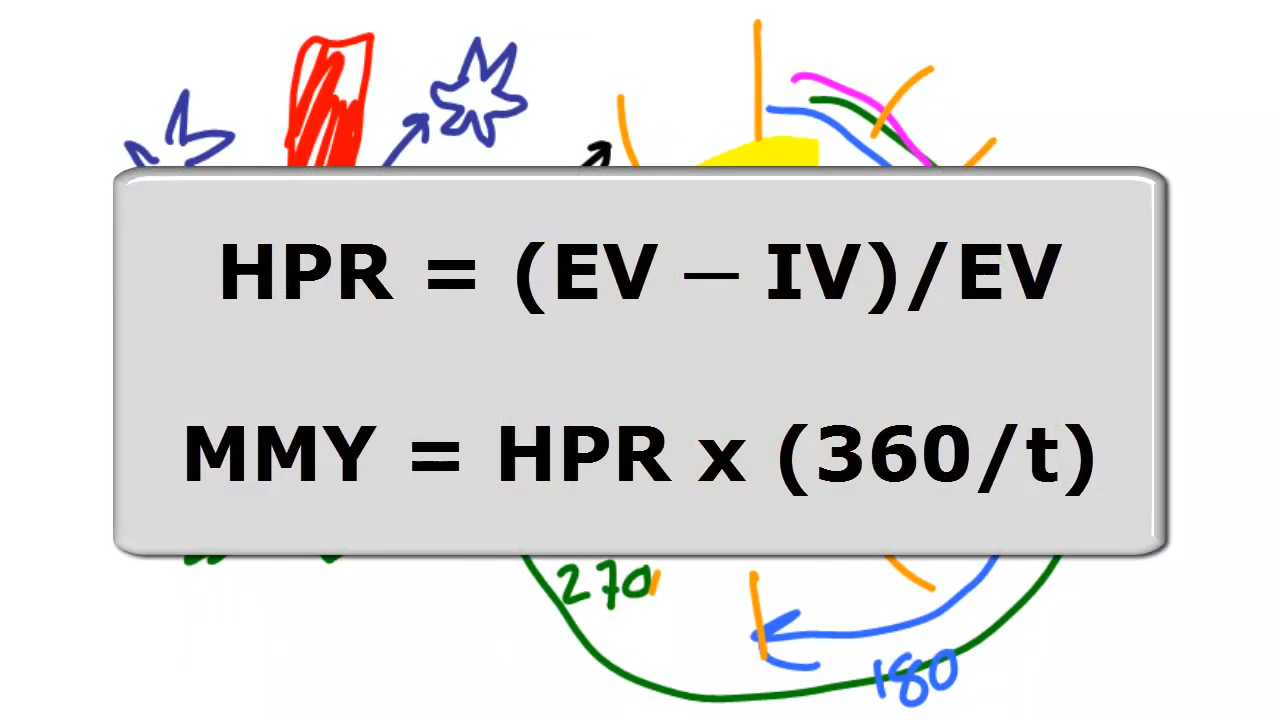 HPR = (EV — IV)/EV
MMY = HPR x (360/t)
270
180